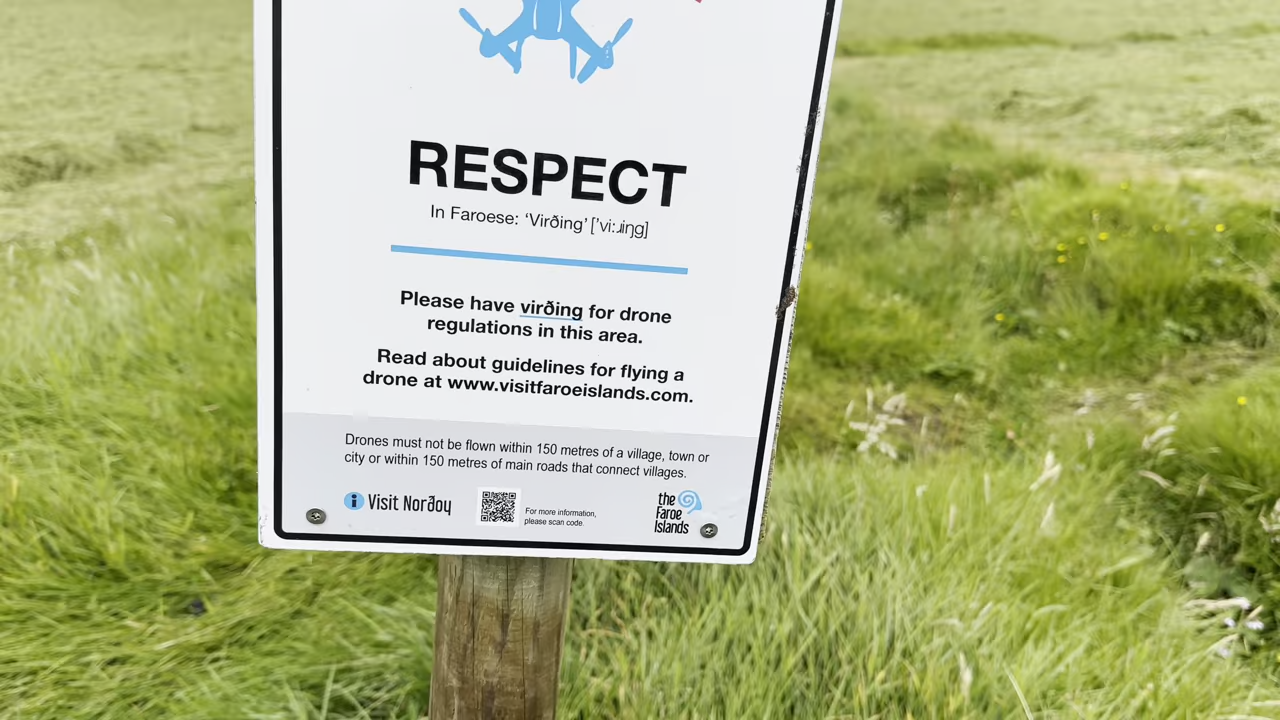 RESPECT
In Faroese: ‘Virðing’ ['vi:ɹɪŋg]
Please have virðing for drone
regulations in this area.
Read about guidelines for flying a
drone at www.visitfaroeislands.com.
Drones must not be flown within 150 metres of a village, town or
city or within 150 metres of main roads that connect villages.
i Visit Norðoy
For more information,
please scan code.
the
Faroe
Islands